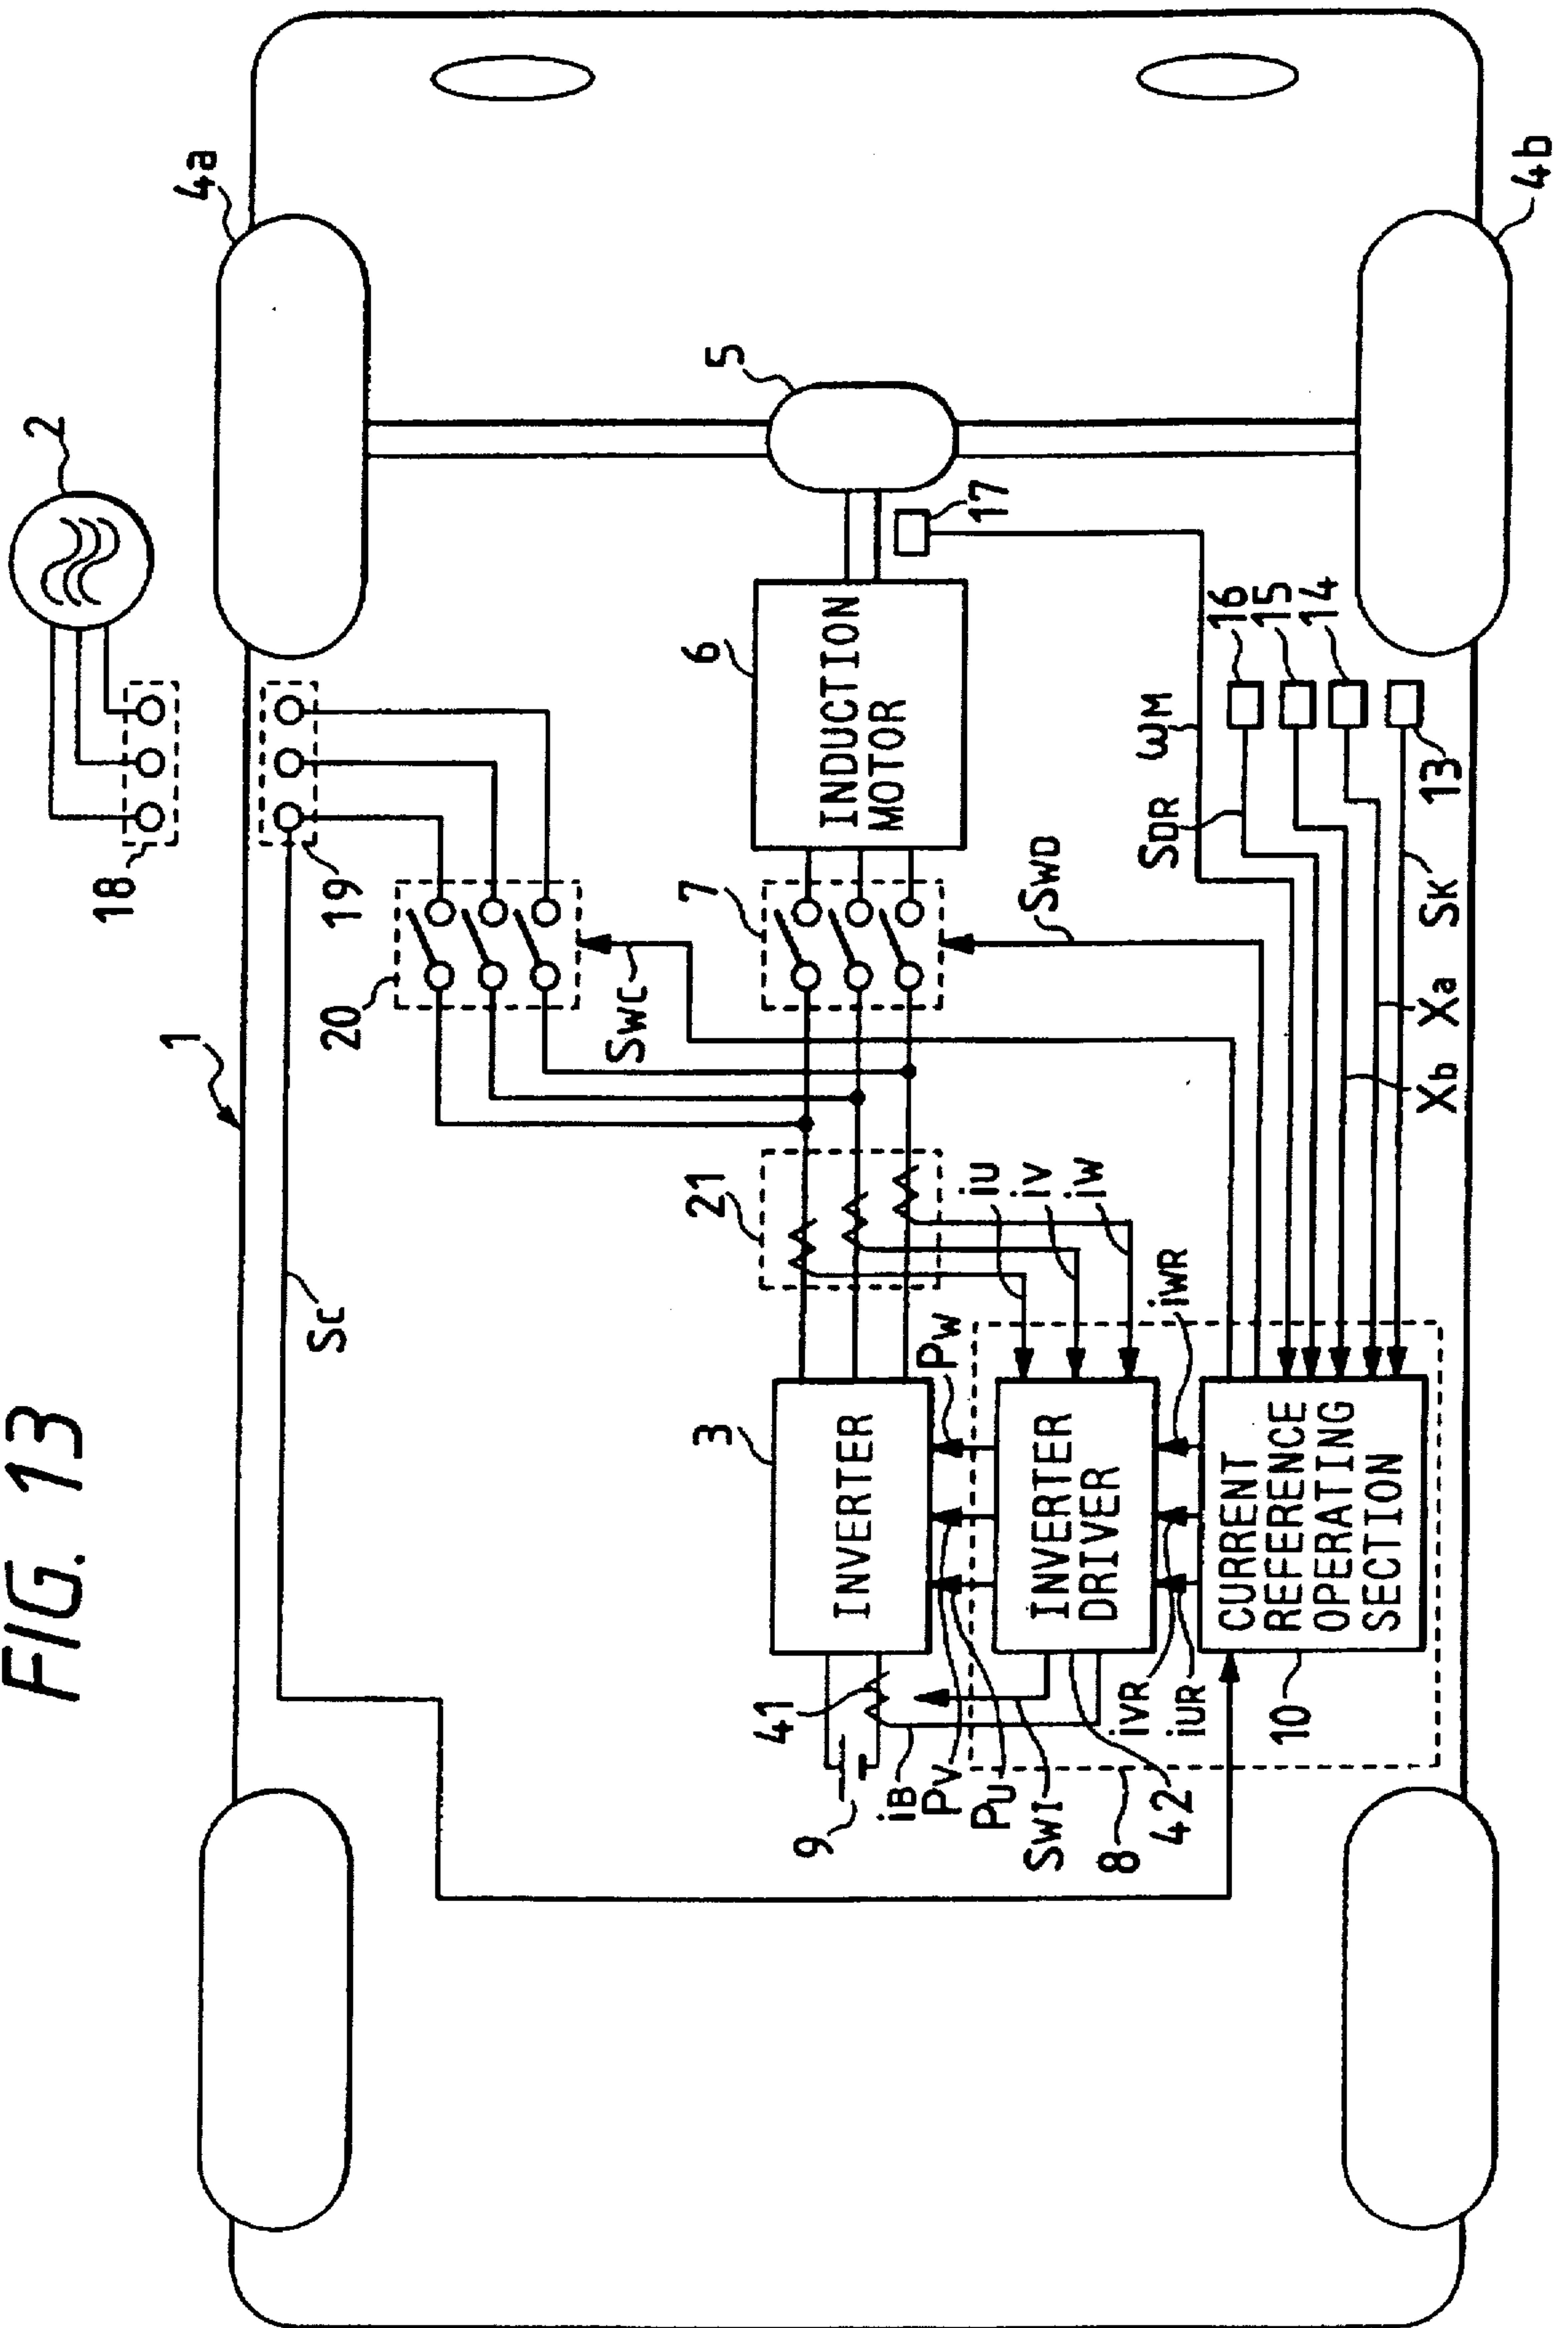 FIG. 13
1
2
18
4a
19
20
Sc
SWC
5
6
INDUCTION
MOTOR
17
7
SWD
21
3
INVERTER
41
9
iB
PV
PU
SWI
PW
iU
iV
iW
INVERTER
DRIVER
42
8
iVR
iUR
iWR
CURRENT
REFERENCE
OPERATING
SECTION
10
ωM
SDR
16
15
14
13
SK
Xa
Xb
4b